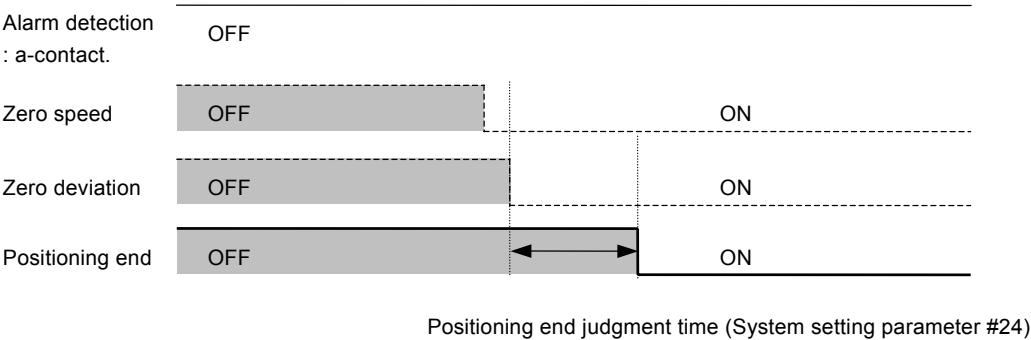 Alarm detection
: a-contact.
OFF
Zero speed
OFF
ON
Zero deviation
OFF
ON
Positioning end
OFF
ON
Positioning end judgment time (System setting parameter #24)